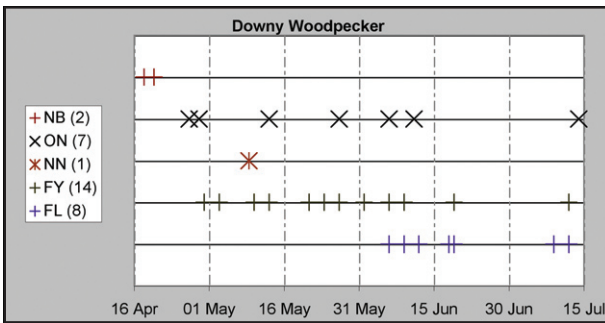 Downy Woodpecker
NB (2)
ON (7)
NN (1)
FY (14)
FL (8)
16 Apr 01 May 16 May 31 May 15 Jun 30 Jun 15 Jul